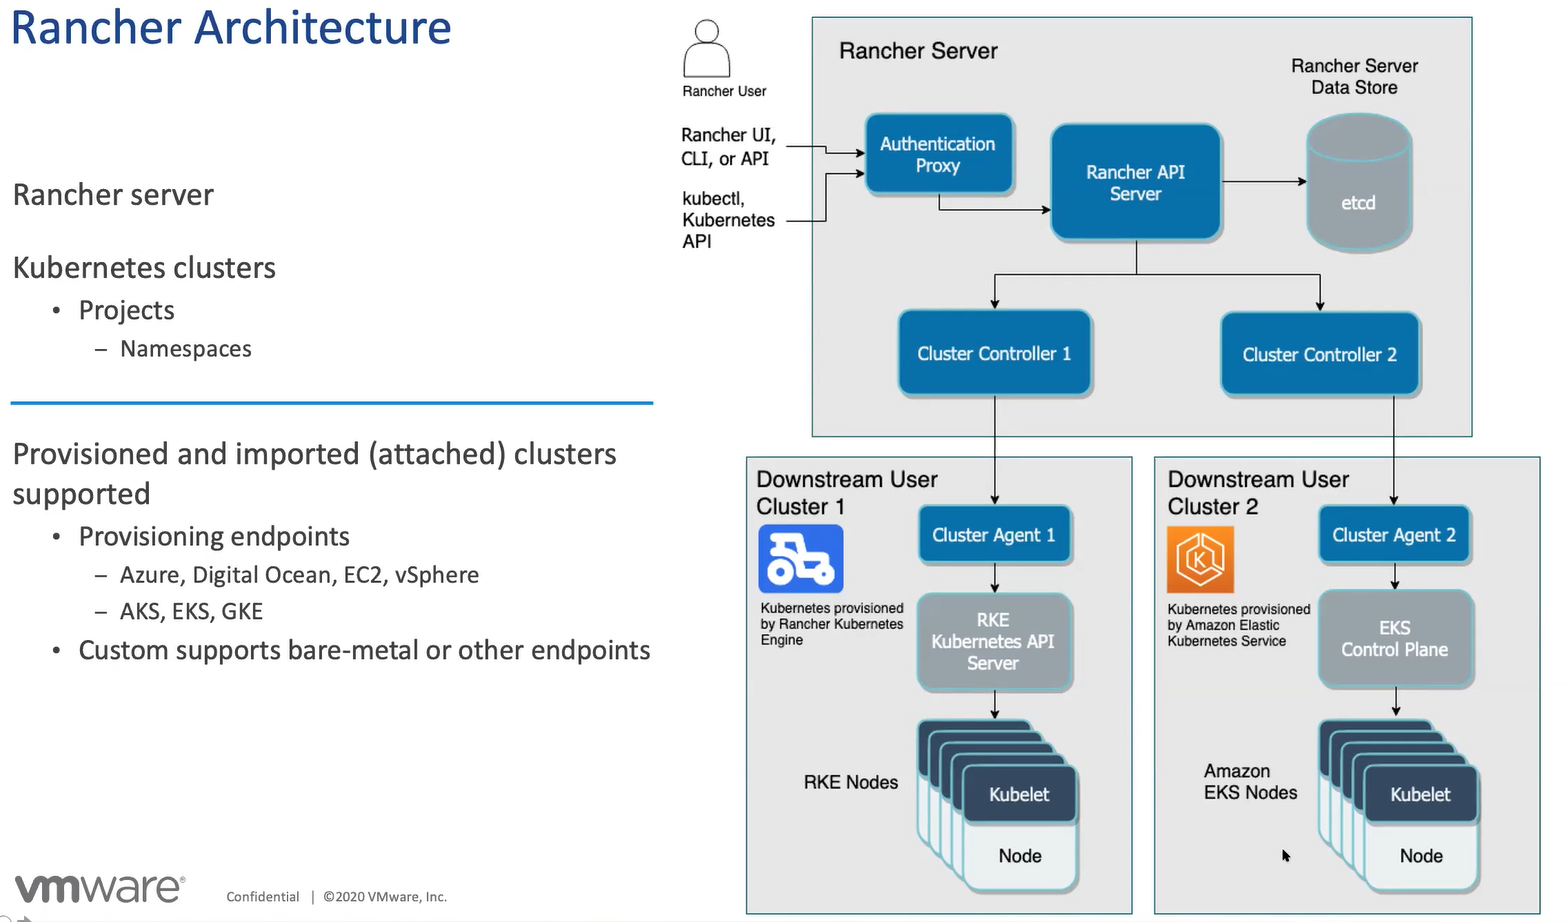 Rancher Architecture
Rancher server
Kubernetes clusters
• Projects
– Namespaces
Provisioned and imported (attached) clusters
supported
• Provisioning endpoints
– Azure, Digital Ocean, EC2, vSphere
– AKS, EKS, GKE
• Custom supports bare-metal or other endpoints
vmware®
Confidential | ©2020 VMware, Inc.
Rancher User
Rancher UI,
CLI, or API
kubectl,
Kubernetes
API
Rancher Server
Authentication
Proxy
Rancher API
Server
Rancher Server
Data Store
etcd
Cluster Controller 1
Cluster Controller 2
Downstream User
Cluster 1
Kubernetes provisioned
by Rancher Kubernetes
Engine
Cluster Agent 1
RKE
Kubernetes API
Server
RKE Nodes
Kubelet
Node
Downstream User
Cluster 2
K
Kubernetes provisioned
by Amazon Elastic
Kubernetes Service
Cluster Agent 2
EKS
Control Plane
Amazon
EKS Nodes
Kubelet
Node